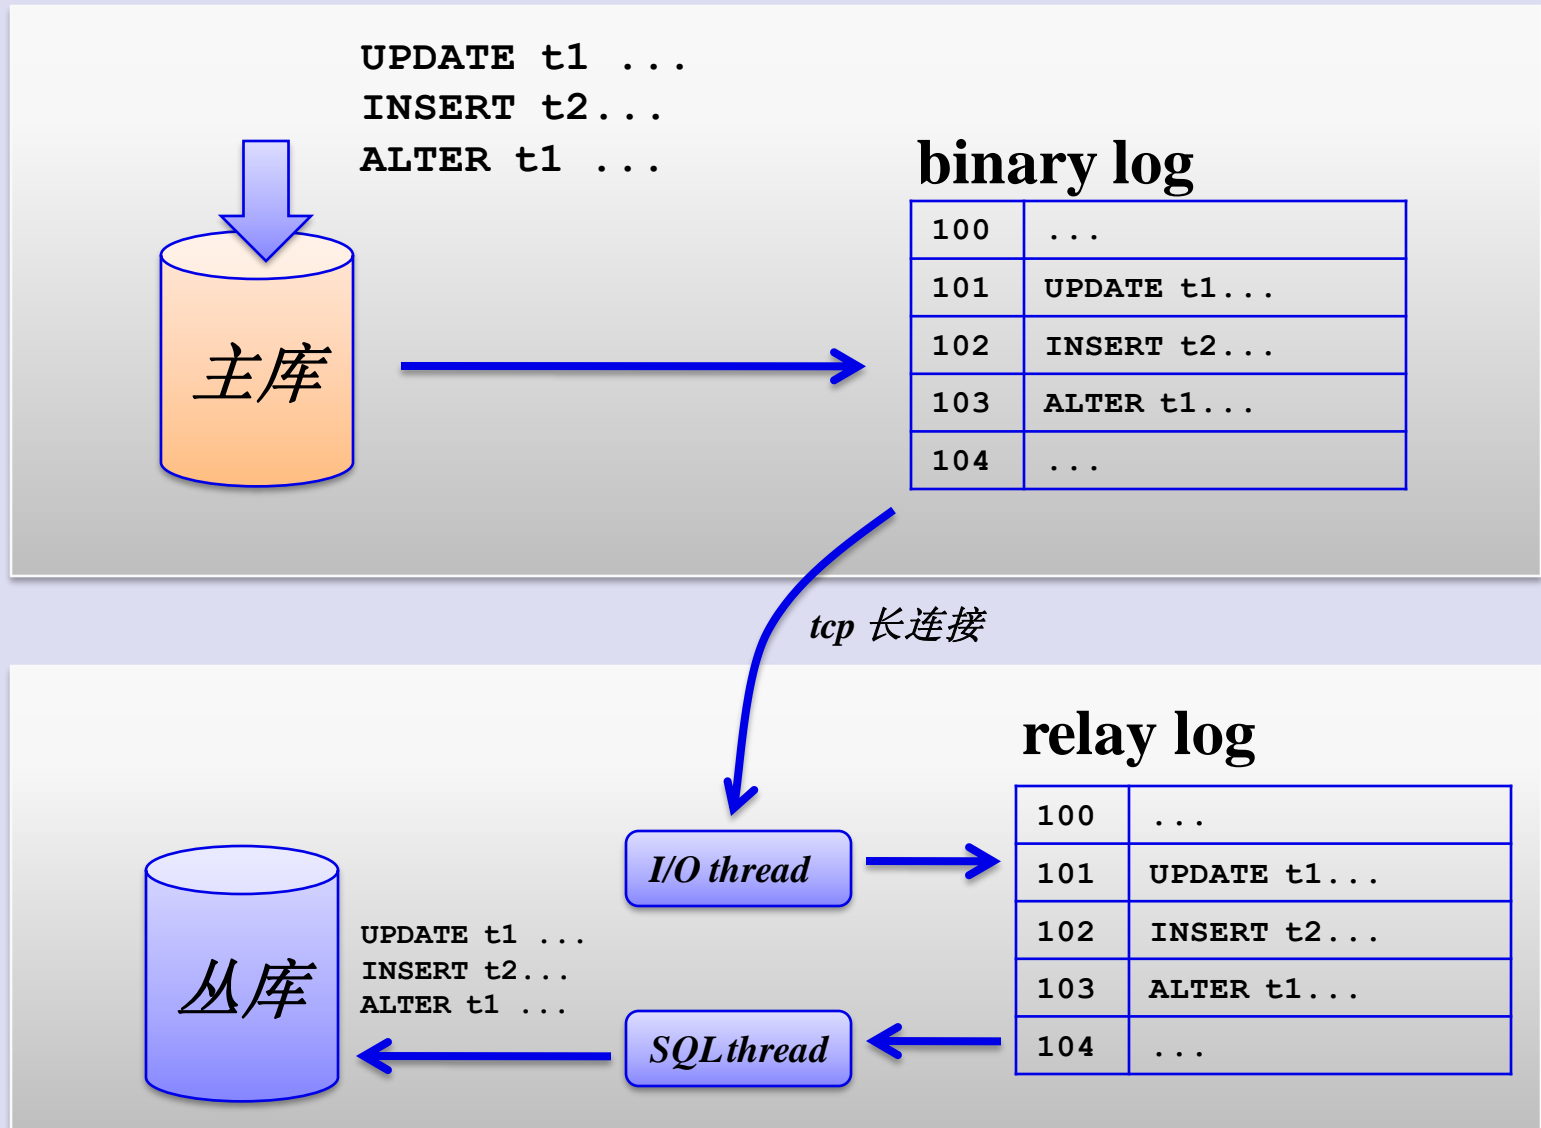 UPDATE t1 ...
INSERT t2...
ALTER t1 ...
binary log
100 ...
101 UPDATE t1...
102 INSERT t2...
103 ALTER t1...
104 ...
主库
tcp 长连接
relay log
100 ...
101 UPDATE t1...
102 INSERT t2...
103 ALTER t1...
104 ...
I/O thread
UPDATE t1 ...
INSERT t2...
ALTER t1 ...
丛库
SQL thread